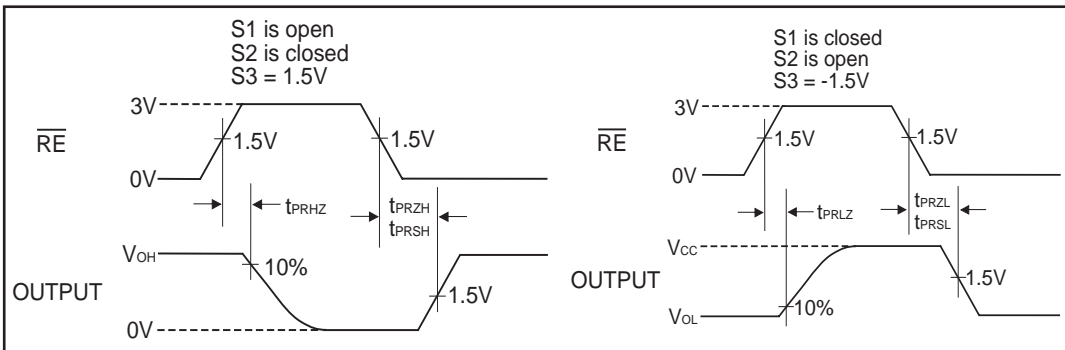 S1 is open
S2 is closed
S3 = 1.5V
3V
RE
1.5V
1.5V
0V
tPRHZ
tPRZH
tPRSH
VOH
10%
OUTPUT
1.5V
0V
S1 is closed
S2 is open
S3 = -1.5V
3V
RE
1.5V
1.5V
0V
tPRLZ
tPRZL
tPRSL
VCC
OUTPUT
1.5V
10%
VOL